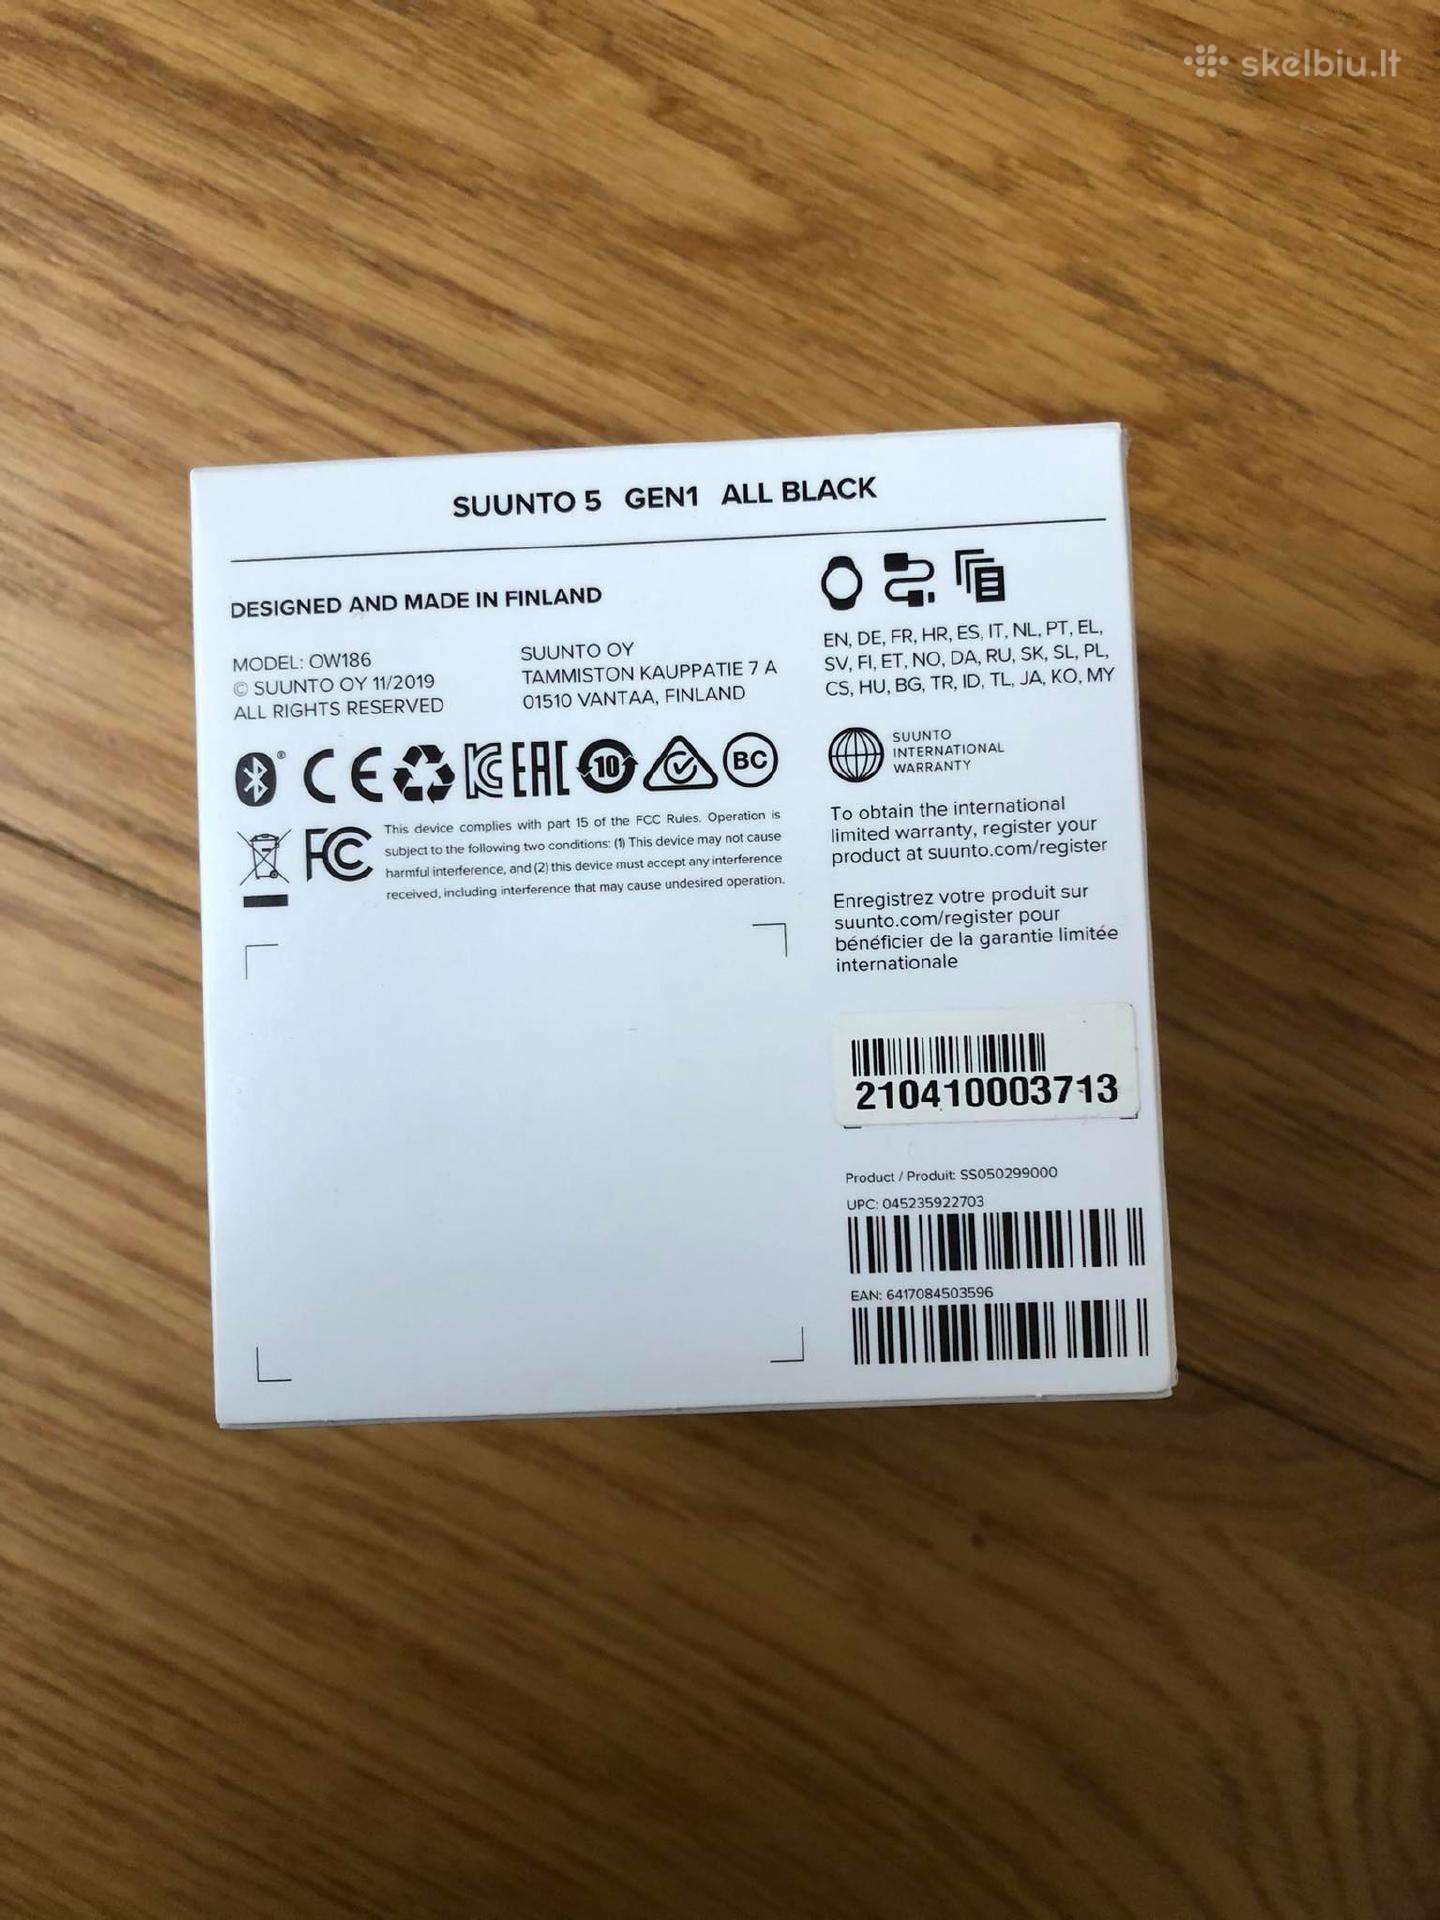 skelbiu.lt
SUUNTO 5 GEN1 ALL BLACK
DESIGNED AND MADE IN FINLAND
MODEL: OW186
© SUUNTO OY 11/2019
ALL RIGHTS RESERVED
SUUNTO OY
TAMMISTON KAUPPATIE 7 A
01510 VANTAA, FINLAND
EN, DE, FR, HR, ES, IT, NL, PT, EL,
SV, FI, ET, NO, DA, RU, SK, SL, PL,
CS, HU, BG, TR, ID, TL, JA, KO, MY
® CE KC EAC 10 BC
FC This device complies with part 15 of the FCC Rules. Operation is
subject to the following two conditions: (1) This device may not cause
harmful interference, and (2) this device must accept any interference
received, including interference that may cause undesired operation.
SUUNTO
INTERNATIONAL
WARRANTY
To obtain the international
limited warranty, register your
product at suunto.com/register
Enregistrez votre produit sur
suunto.com/register pour
bénéficier de la garantie limitée
internationale
210410003713
Product / Produit: SS050299000
UPC: 045235922703
EAN: 6417084503596